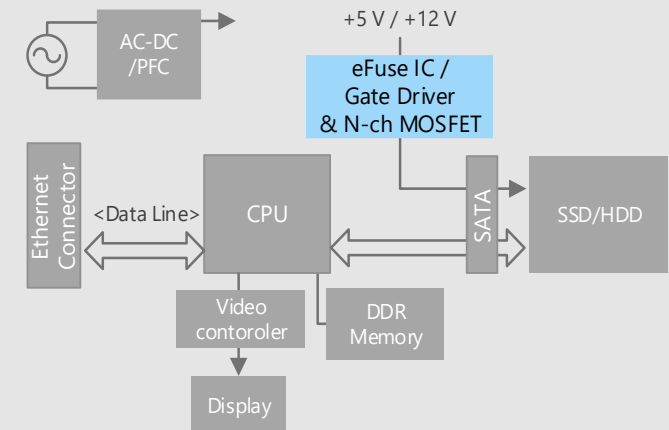 +5 V / +12 V
AC-DC
/PFC
eFuse IC /
Gate Driver
& N-ch MOSFET
Ethernet
Connector
<Data Line>
CPU
SATA
SSD/HDD
Video
contoroler
DDR
Memory
Display